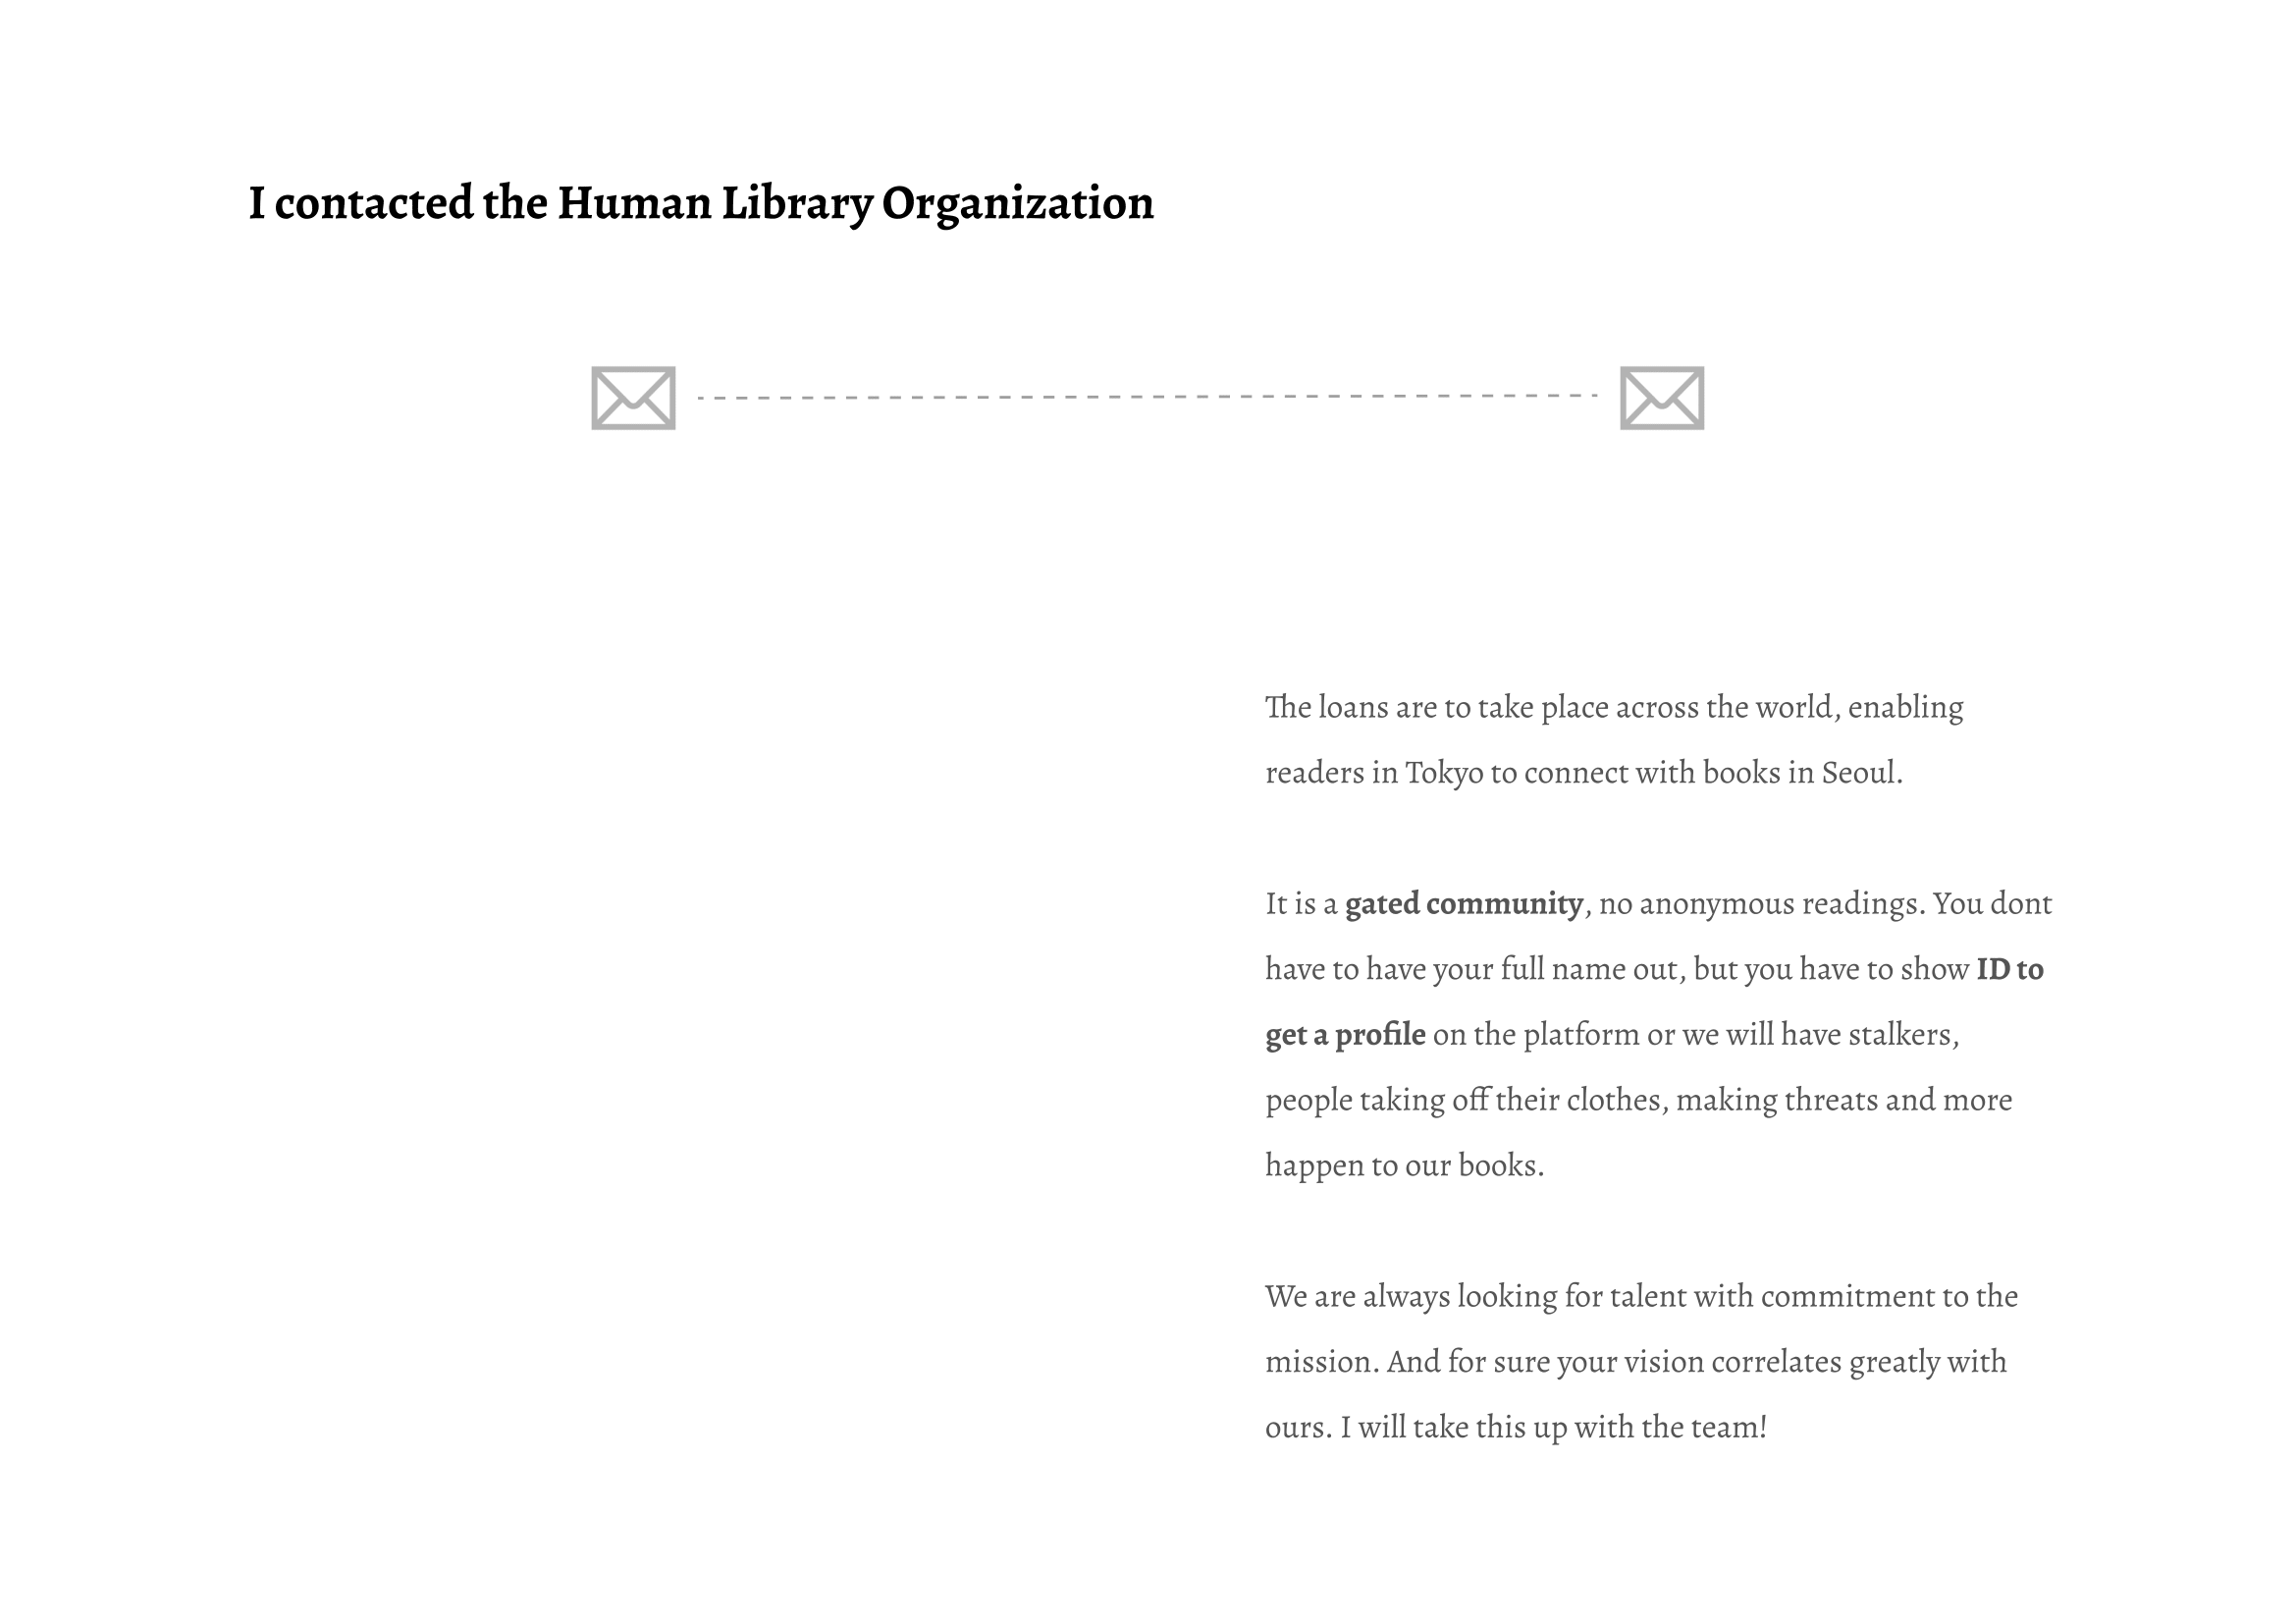 I contacted the Human Library Organization
The loans are to take place across the world, enabling
readers in Tokyo to connect with books in Seoul.
It is a gated community, no anonymous readings. You dont
have to have your full name out, but you have to show ID to
get a profile on the platform or we will have stalkers,
people taking off their clothes, making threats and more
happen to our books.
We are always looking for talent with commitment to the
mission. And for sure your vision correlates greatly with
ours. I will take this up with the team!